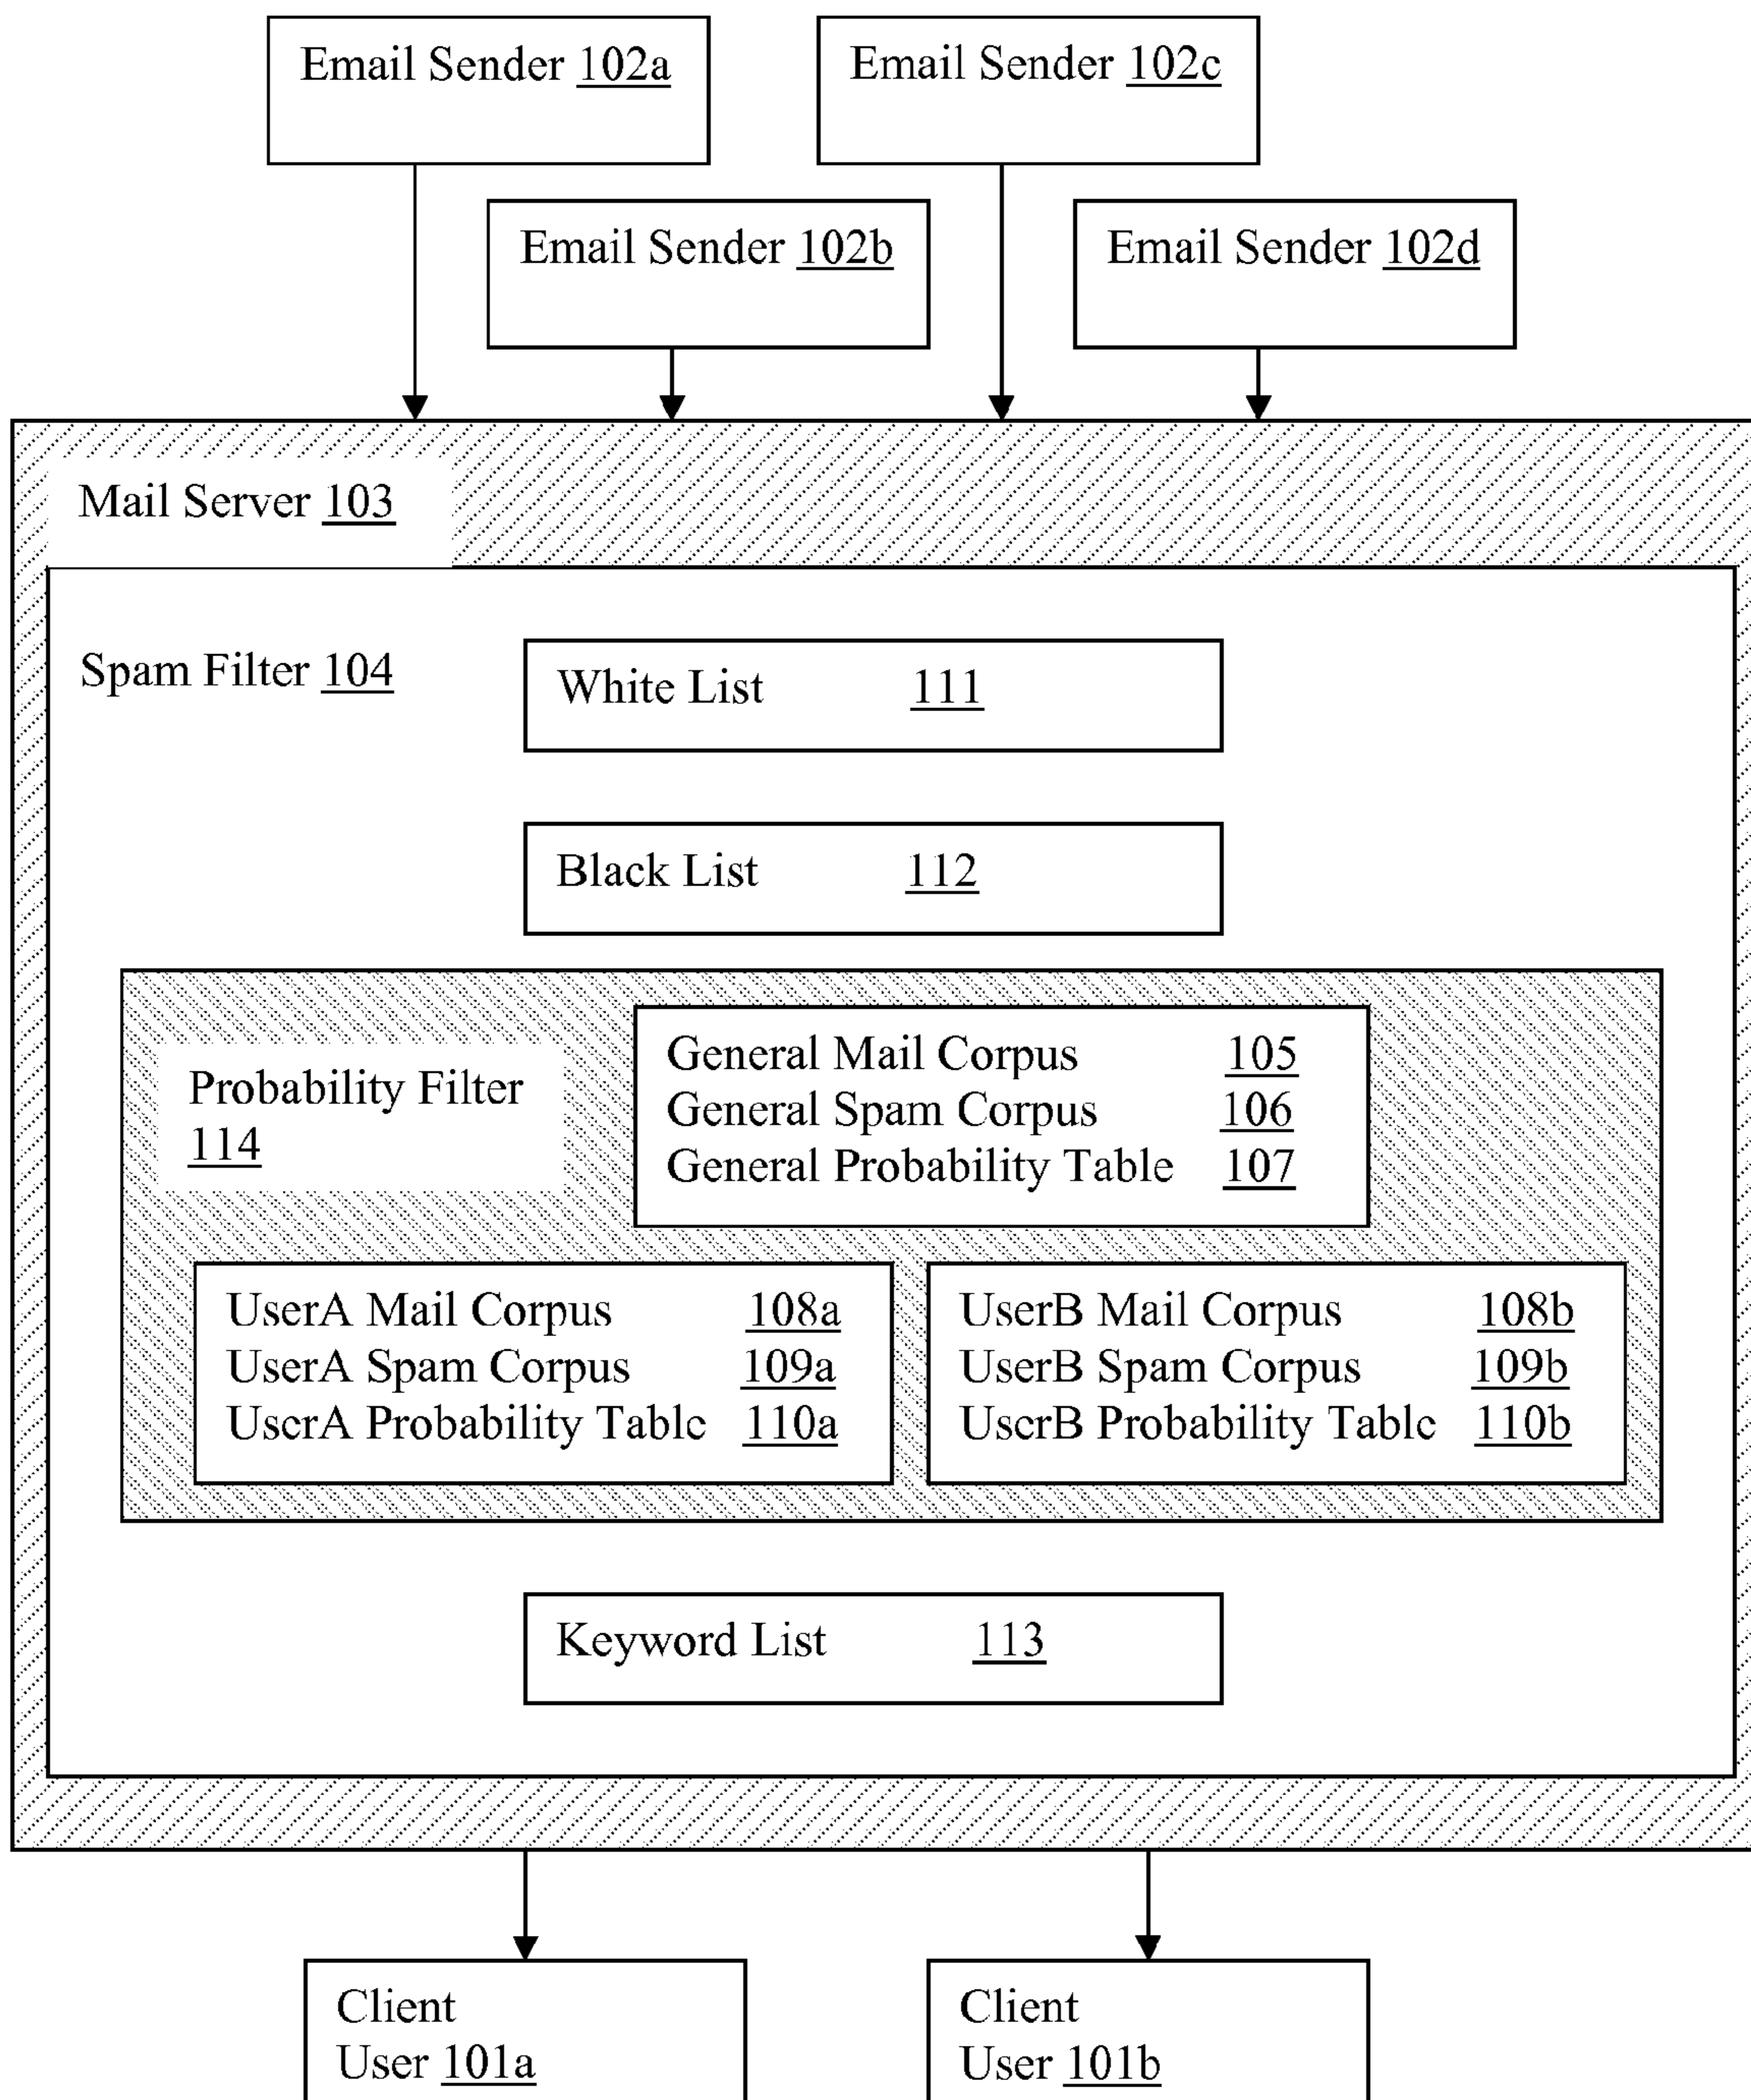 Email Sender 102a
Email Sender 102c
Email Sender 102b
Email Sender 102d
Mail Server 103
Spam Filter 104
White List 111
Black List 112
Probability Filter
114
General Mail Corpus 105
General Spam Corpus 106
General Probability Table 107
UserA Mail Corpus 108a
UserA Spam Corpus 109a
UserA Probability Table 110a
UserB Mail Corpus 108b
UserB Spam Corpus 109b
UserB Probability Table 110b
Keyword List 113
Client
User 101a
Client
User 101b